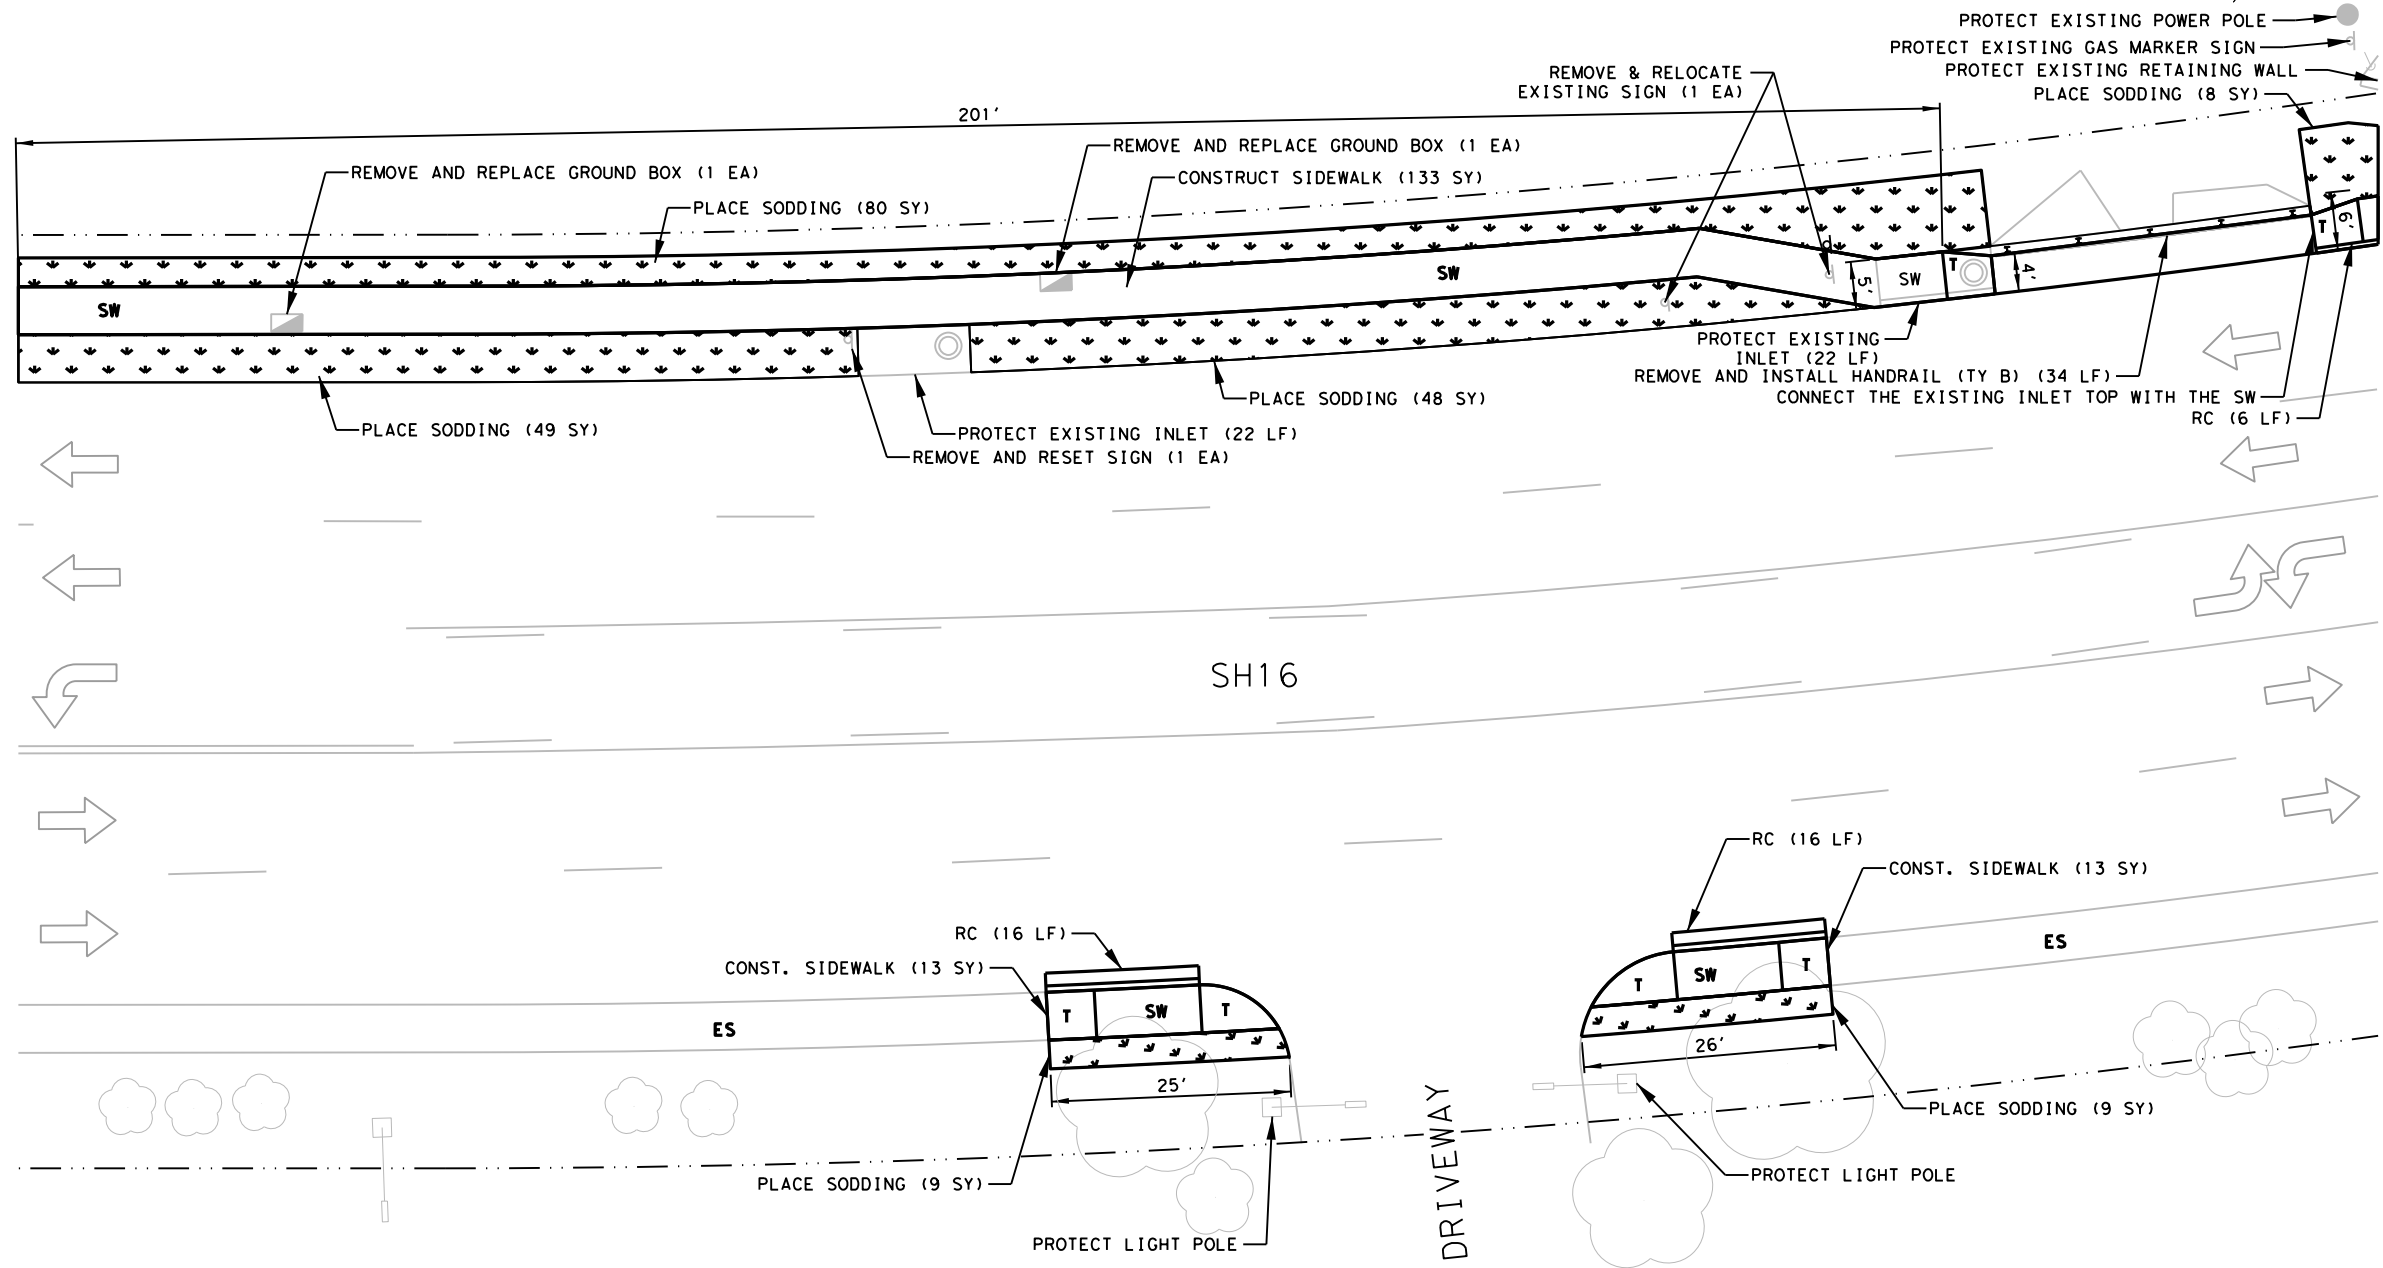 PROTECT EXISTING POWER POLE
PROTECT EXISTING GAS MARKER SIGN
PROTECT EXISTING RETAINING WALL
PLACE SODDING (8 SY)
REMOVE & RELOCATE
EXISTING SIGN (1 EA)
201'
REMOVE AND REPLACE GROUND BOX (1 EA)
REMOVE AND REPLACE GROUND BOX (1 EA)
CONSTRUCT SIDEWALK (133 SY)
PLACE SODDING (80 SY)
SW
SW
5'
SW
T
4'
T
6'
PROTECT EXISTING
INLET (22 LF)
REMOVE AND INSTALL HANDRAIL (TY B) (34 LF)
CONNECT THE EXISTING INLET TOP WITH THE SW
RC (6 LF)
PLACE SODDING (48 SY)
PLACE SODDING (49 SY)
PROTECT EXISTING INLET (22 LF)
REMOVE AND RESET SIGN (1 EA)
SH16
RC (16 LF)
CONST. SIDEWALK (13 SY)
RC (16 LF)
CONST. SIDEWALK (13 SY)
ES
T
SW
T
T
SW
T
ES
25'
26'
PLACE SODDING (9 SY)
PLACE SODDING (9 SY)
PROTECT LIGHT POLE
PROTECT LIGHT POLE
DRIVEWAY